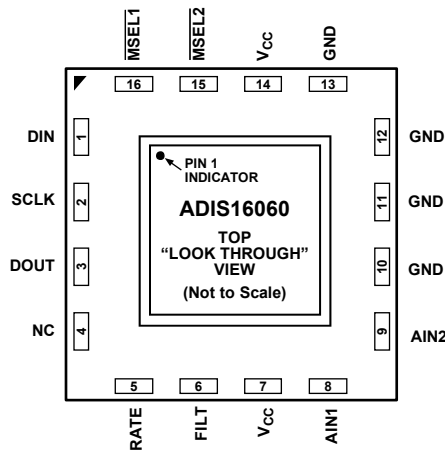 MSEL1
MSEL2
VCC
GND
16
15
14
13
DIN
1
12
GND
PIN 1
INDICATOR
SCLK
2
ADIS16060
11
GND
TOP
“LOOK THROUGH”
VIEW
(Not to Scale)
DOUT
3
10
GND
NC
4
9
AIN2
5
6
7
8
RATE
FILT
VCC
AIN1